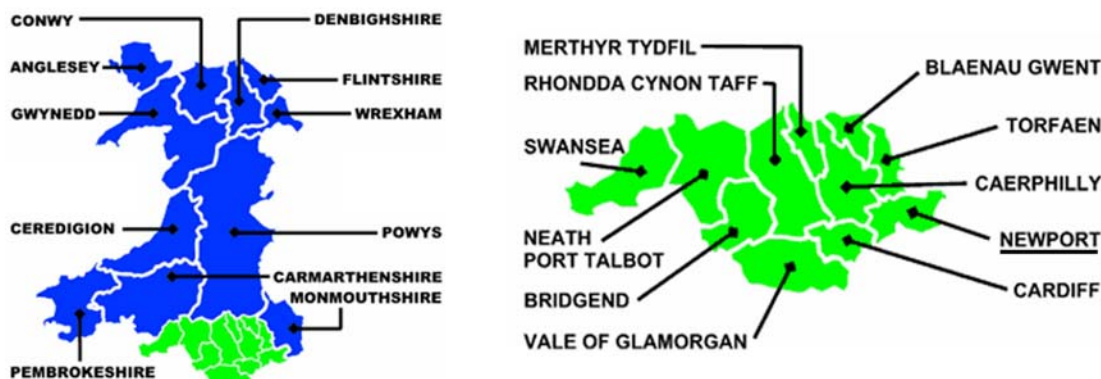 CONWY
DENBIGHSHIRE
ANGLESEY
FLINTSHIRE
GWYNEDD
WREXHAM
CEREDIGION
POWYS
CARMARTHENSHIRE
MONMOUTHSHIRE
PEMBROKESHIRE
MERTHYR TYDFIL
RHONDDA CYNON TAFF
BLAENAU GWENT
SWANSEA
TORFAEN
CAERPHILLY
NEATH
PORT TALBOT
NEWPORT
BRIDGEND
CARDIFF
VALE OF GLAMORGAN